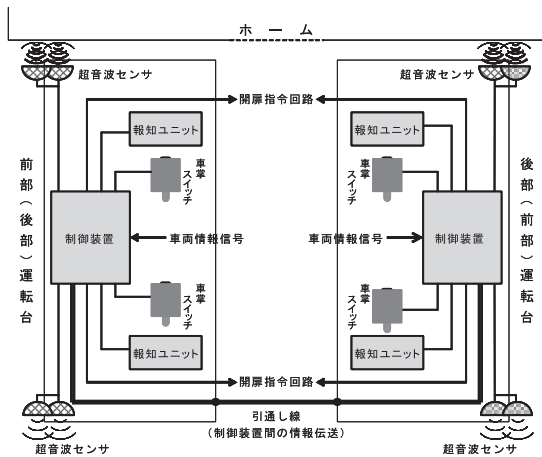 ホーム
超音波センサ
超音波センサ
開扉指令回路
報知ユニット
報知ユニット
車掌
スイッチ
車掌
スイッチ
前部(後部)運転台
後部(前部)運転台
制御装置
車両情報信号
車両情報信号
制御装置
車掌
スイッチ
車掌
スイッチ
報知ユニット
報知ユニット
開扉指令回路
引通し線
(制御装置間の情報伝送)
超音波センサ
超音波センサ